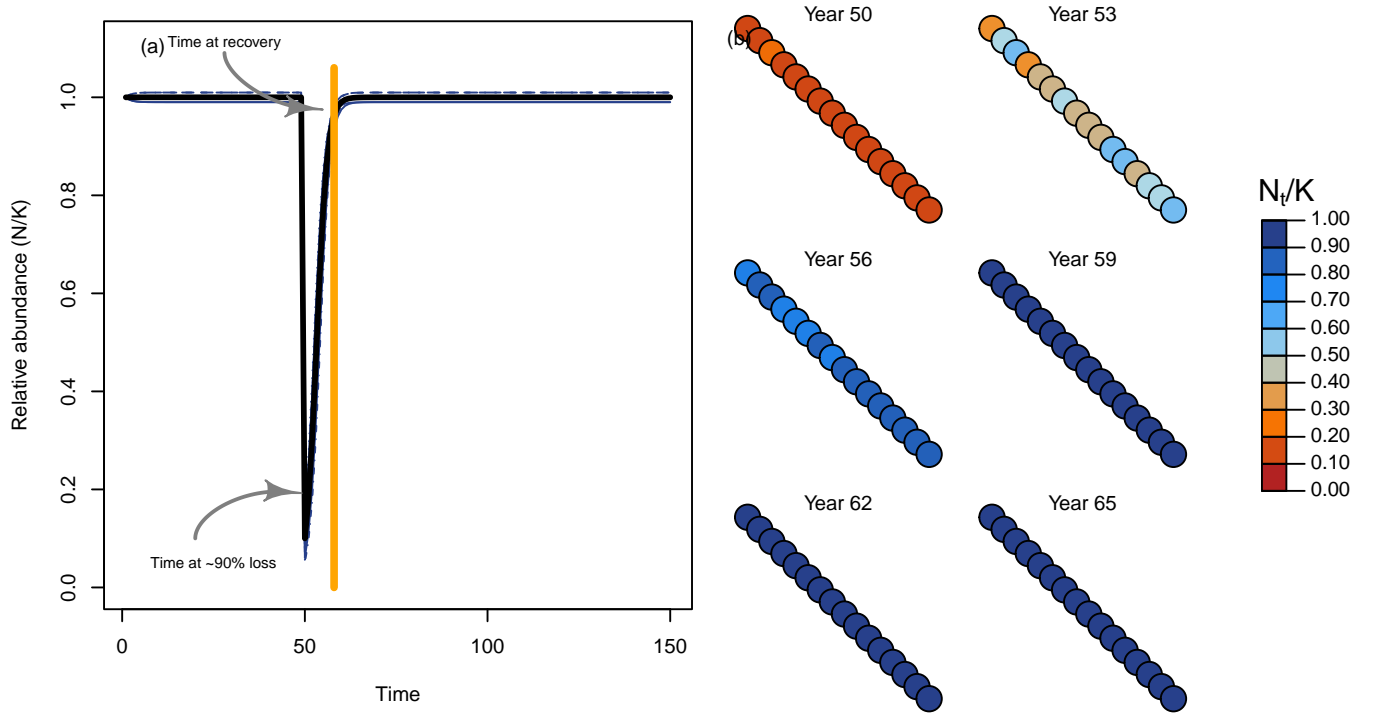 (a)
Time at recovery
Time at ~90% loss
Relative abundance (N/K)
0.0
0.2
0.4
0.6
0.8
1.0
0
50
100
150
Time
(b)
Year 50
Year 53
Year 56
Year 59
Year 62
Year 65
Nt/K
1.00
0.90
0.80
0.70
0.60
0.50
0.40
0.30
0.20
0.10
0.00